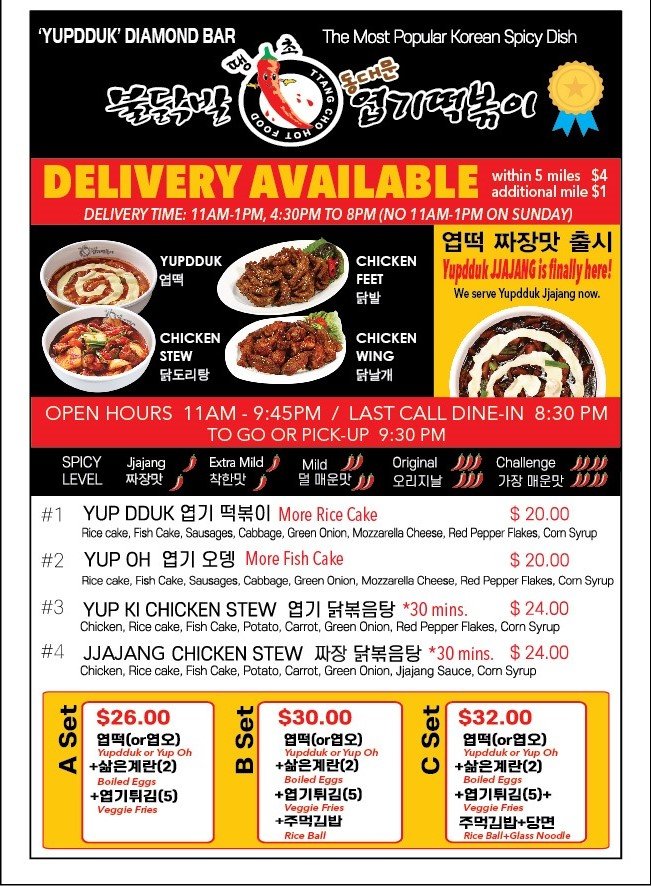 'YUPDDUK' DIAMOND BAR
The Most Popular Korean Spicy Dish
땡초
불닭발
TTANG CHO HOT FOOD
동대문
엽기떡볶이
DELIVERY AVAILABLE
within 5 miles $4
additional mile $1
DELIVERY TIME: 11AM-1PM, 4:30PM TO 8PM (NO 11AM-1PM ON SUNDAY)
YUPDDUK
엽떡
CHICKEN
FEET
닭발
CHICKEN
STEW
닭도리탕
CHICKEN
WING
닭날개
엽떡 짜장맛 출시
Yupdduk JJAJANG is finally here!
We serve Yupdduk Jjajang now.
OPEN HOURS 11AM - 9:45PM / LAST CALL DINE-IN 8:30 PM
TO GO OR PICK-UP 9:30 PM
SPICY
LEVEL
Jjajang
짜장맛
Extra Mild
착한맛
Mild
덜 매운맛
Original
오리지날
Challenge
가장 매운맛
#1 YUP DDUK 엽기 떡볶이 More Rice Cake $ 20.00
Rice cake, Fish Cake, Sausages, Cabbage, Green Onion, Mozzarella Cheese, Red Pepper Flakes, Corn Syrup
#2 YUP OH 엽기 오뎅 More Fish Cake $ 20.00
Rice cake, Fish Cake, Sausages, Cabbage, Green Onion, Mozzarella Cheese, Red Pepper Flakes, Corn Syrup
#3 YUP KI CHICKEN STEW 엽기 닭볶음탕 *30 mins. $ 24.00
Chicken, Rice cake, Fish Cake, Potato, Carrot, Green Onion, Red Pepper Flakes, Corn Syrup
#4 JJAJANG CHICKEN STEW 짜장 닭볶음탕 *30 mins. $ 24.00
Chicken, Rice cake, Fish Cake, Potato, Carrot, Green Onion, Jjajang Sauce, Corn Syrup
A Set
$26.00
엽떡(or엽오)
Yupdduk or Yup Oh
+삶은계란(2)
Boiled Eggs
+엽기튀김(5)
Veggie Fries
B Set
$30.00
엽떡(or엽오)
Yupdduk or Yup Oh
+삶은계란(2)
Boiled Eggs
+엽기튀김(5)
Veggie Fries
+주먹김밥
Rice Ball
C Set
$32.00
엽떡(or엽오)
Yupdduk or Yup Oh
+삶은계란(2)
Boiled Eggs
+엽기튀김(5)+
Veggie Fries
주먹김밥+당면
Rice Ball+Glass Noodle